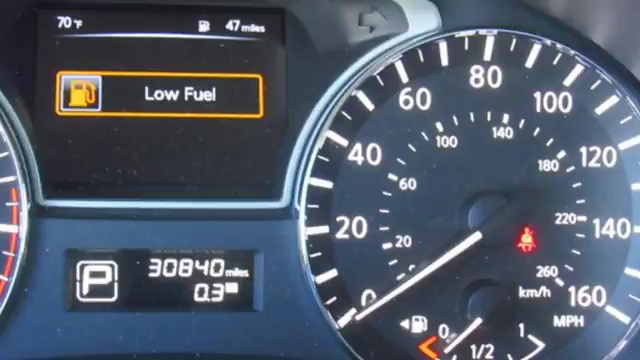 70 °F 47 miles
Low Fuel
P 30840 miles
0.3
0 20 40 60 80 100 120 140 160
20 60 100 140 180 220 260
km/h
MPH
0 1/2 1